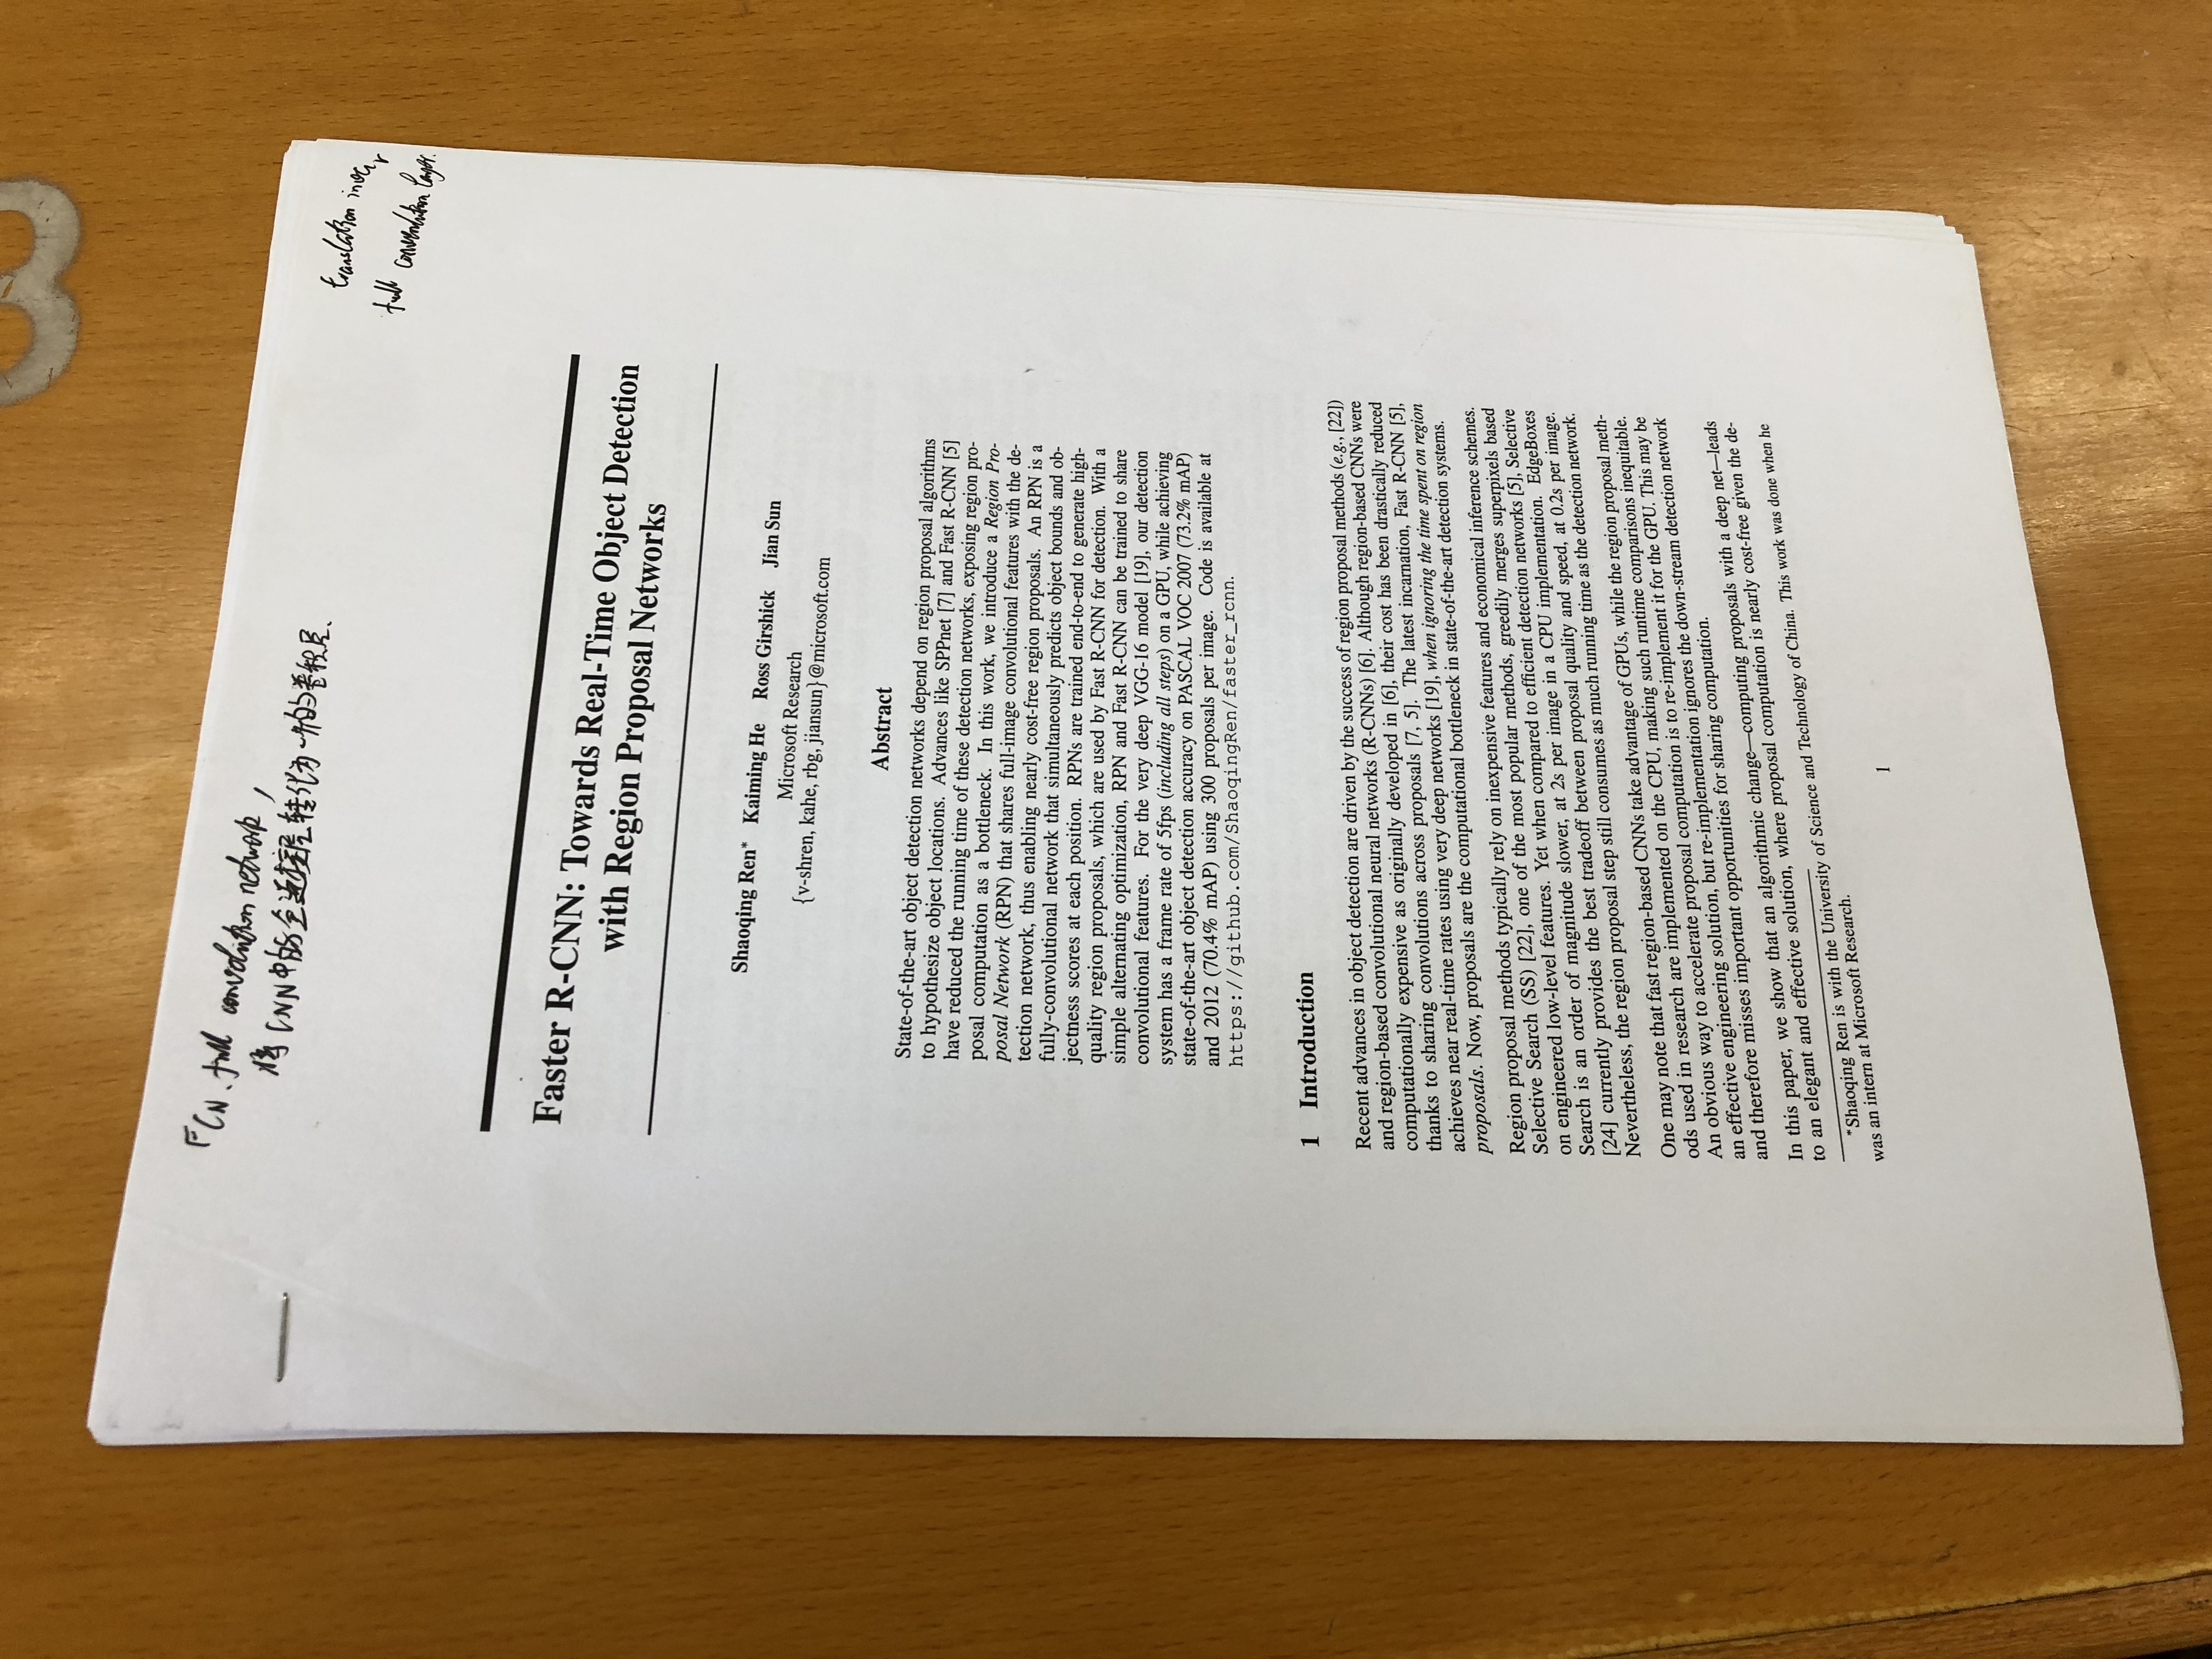 FCN. full convolution network,
将CNN中的全连接层转化为一般的卷积层.
translation invar
full convolution layer.
Faster R-CNN: Towards Real-Time Object Detection
with Region Proposal Networks
Shaoqing Ren* Kaiming He Ross Girshick Jian Sun
Microsoft Research
{v-shren, kahe, rbg, jiansun}@microsoft.com
Abstract
State-of-the-art object detection networks depend on region proposal algorithms
to hypothesize object locations. Advances like SPPnet [7] and Fast R-CNN [5]
have reduced the running time of these detection networks, exposing region pro-
posal computation as a bottleneck. In this work, we introduce a Region Pro-
posal Network (RPN) that shares full-image convolutional features with the de-
tection network, thus enabling nearly cost-free region proposals. An RPN is a
fully-convolutional network that simultaneously predicts object bounds and ob-
jectness scores at each position. RPNs are trained end-to-end to generate high-
quality region proposals, which are used by Fast R-CNN for detection. With a
simple alternating optimization, RPN and Fast R-CNN can be trained to share
convolutional features. For the very deep VGG-16 model [19], our detection
system has a frame rate of 5fps (including all steps) on a GPU, while achieving
state-of-the-art object detection accuracy on PASCAL VOC 2007 (73.2% mAP)
and 2012 (70.4% mAP) using 300 proposals per image. Code is available at
https://github.com/ShaoqingRen/faster_rcnn.
1 Introduction
Recent advances in object detection are driven by the success of region proposal methods (e.g., [22])
and region-based convolutional neural networks (R-CNNs) [6]. Although region-based CNNs were
computationally expensive as originally developed in [6], their cost has been drastically reduced
thanks to sharing convolutions across proposals [7, 5]. The latest incarnation, Fast R-CNN [5],
achieves near real-time rates using very deep networks [19], when ignoring the time spent on region
proposals. Now, proposals are the computational bottleneck in state-of-the-art detection systems.
Region proposal methods typically rely on inexpensive features and economical inference schemes.
Selective Search (SS) [22], one of the most popular methods, greedily merges superpixels based
on engineered low-level features. Yet when compared to efficient detection networks [5], Selective
Search is an order of magnitude slower, at 2s per image in a CPU implementation. EdgeBoxes
[24] currently provides the best tradeoff between proposal quality and speed, at 0.2s per image.
Nevertheless, the region proposal step still consumes as much running time as the detection network.
One may note that fast region-based CNNs take advantage of GPUs, while the region proposal meth-
ods used in research are implemented on the CPU, making such runtime comparisons inequitable.
An obvious way to accelerate proposal computation is to re-implement it for the GPU. This may be
an effective engineering solution, but re-implementation ignores the down-stream detection network
and therefore misses important opportunities for sharing computation.
In this paper, we show that an algorithmic change—computing proposals with a deep net—leads
to an elegant and effective solution, where proposal computation is nearly cost-free given the de-
*Shaoqing Ren is with the University of Science and Technology of China. This work was done when he
was an intern at Microsoft Research.
1